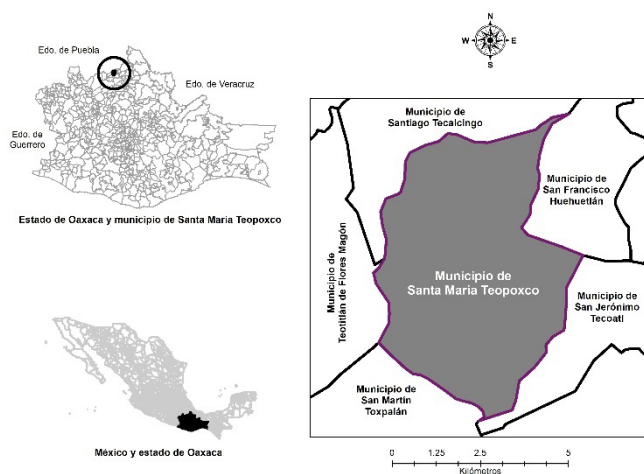 Edo. de Puebla
Edo. de Veracruz
Edo. de
Guerrero
Estado de Oaxaca y municipio de Santa Maria Teopoxco
México y estado de Oaxaca
N
W
E
S
Municipio de
Santiago Tecalcingo
Municipio de
San Francisco
Huehuetlán
Municipio de
Teotitlán de Flores Magón
Municipio de
Santa Maria Teopoxco
Municipio de
San Jerónimo
Tecoatl
Municipio de
San Martín
Toxpalán
0 1.25 2.5 5
Kilómetros